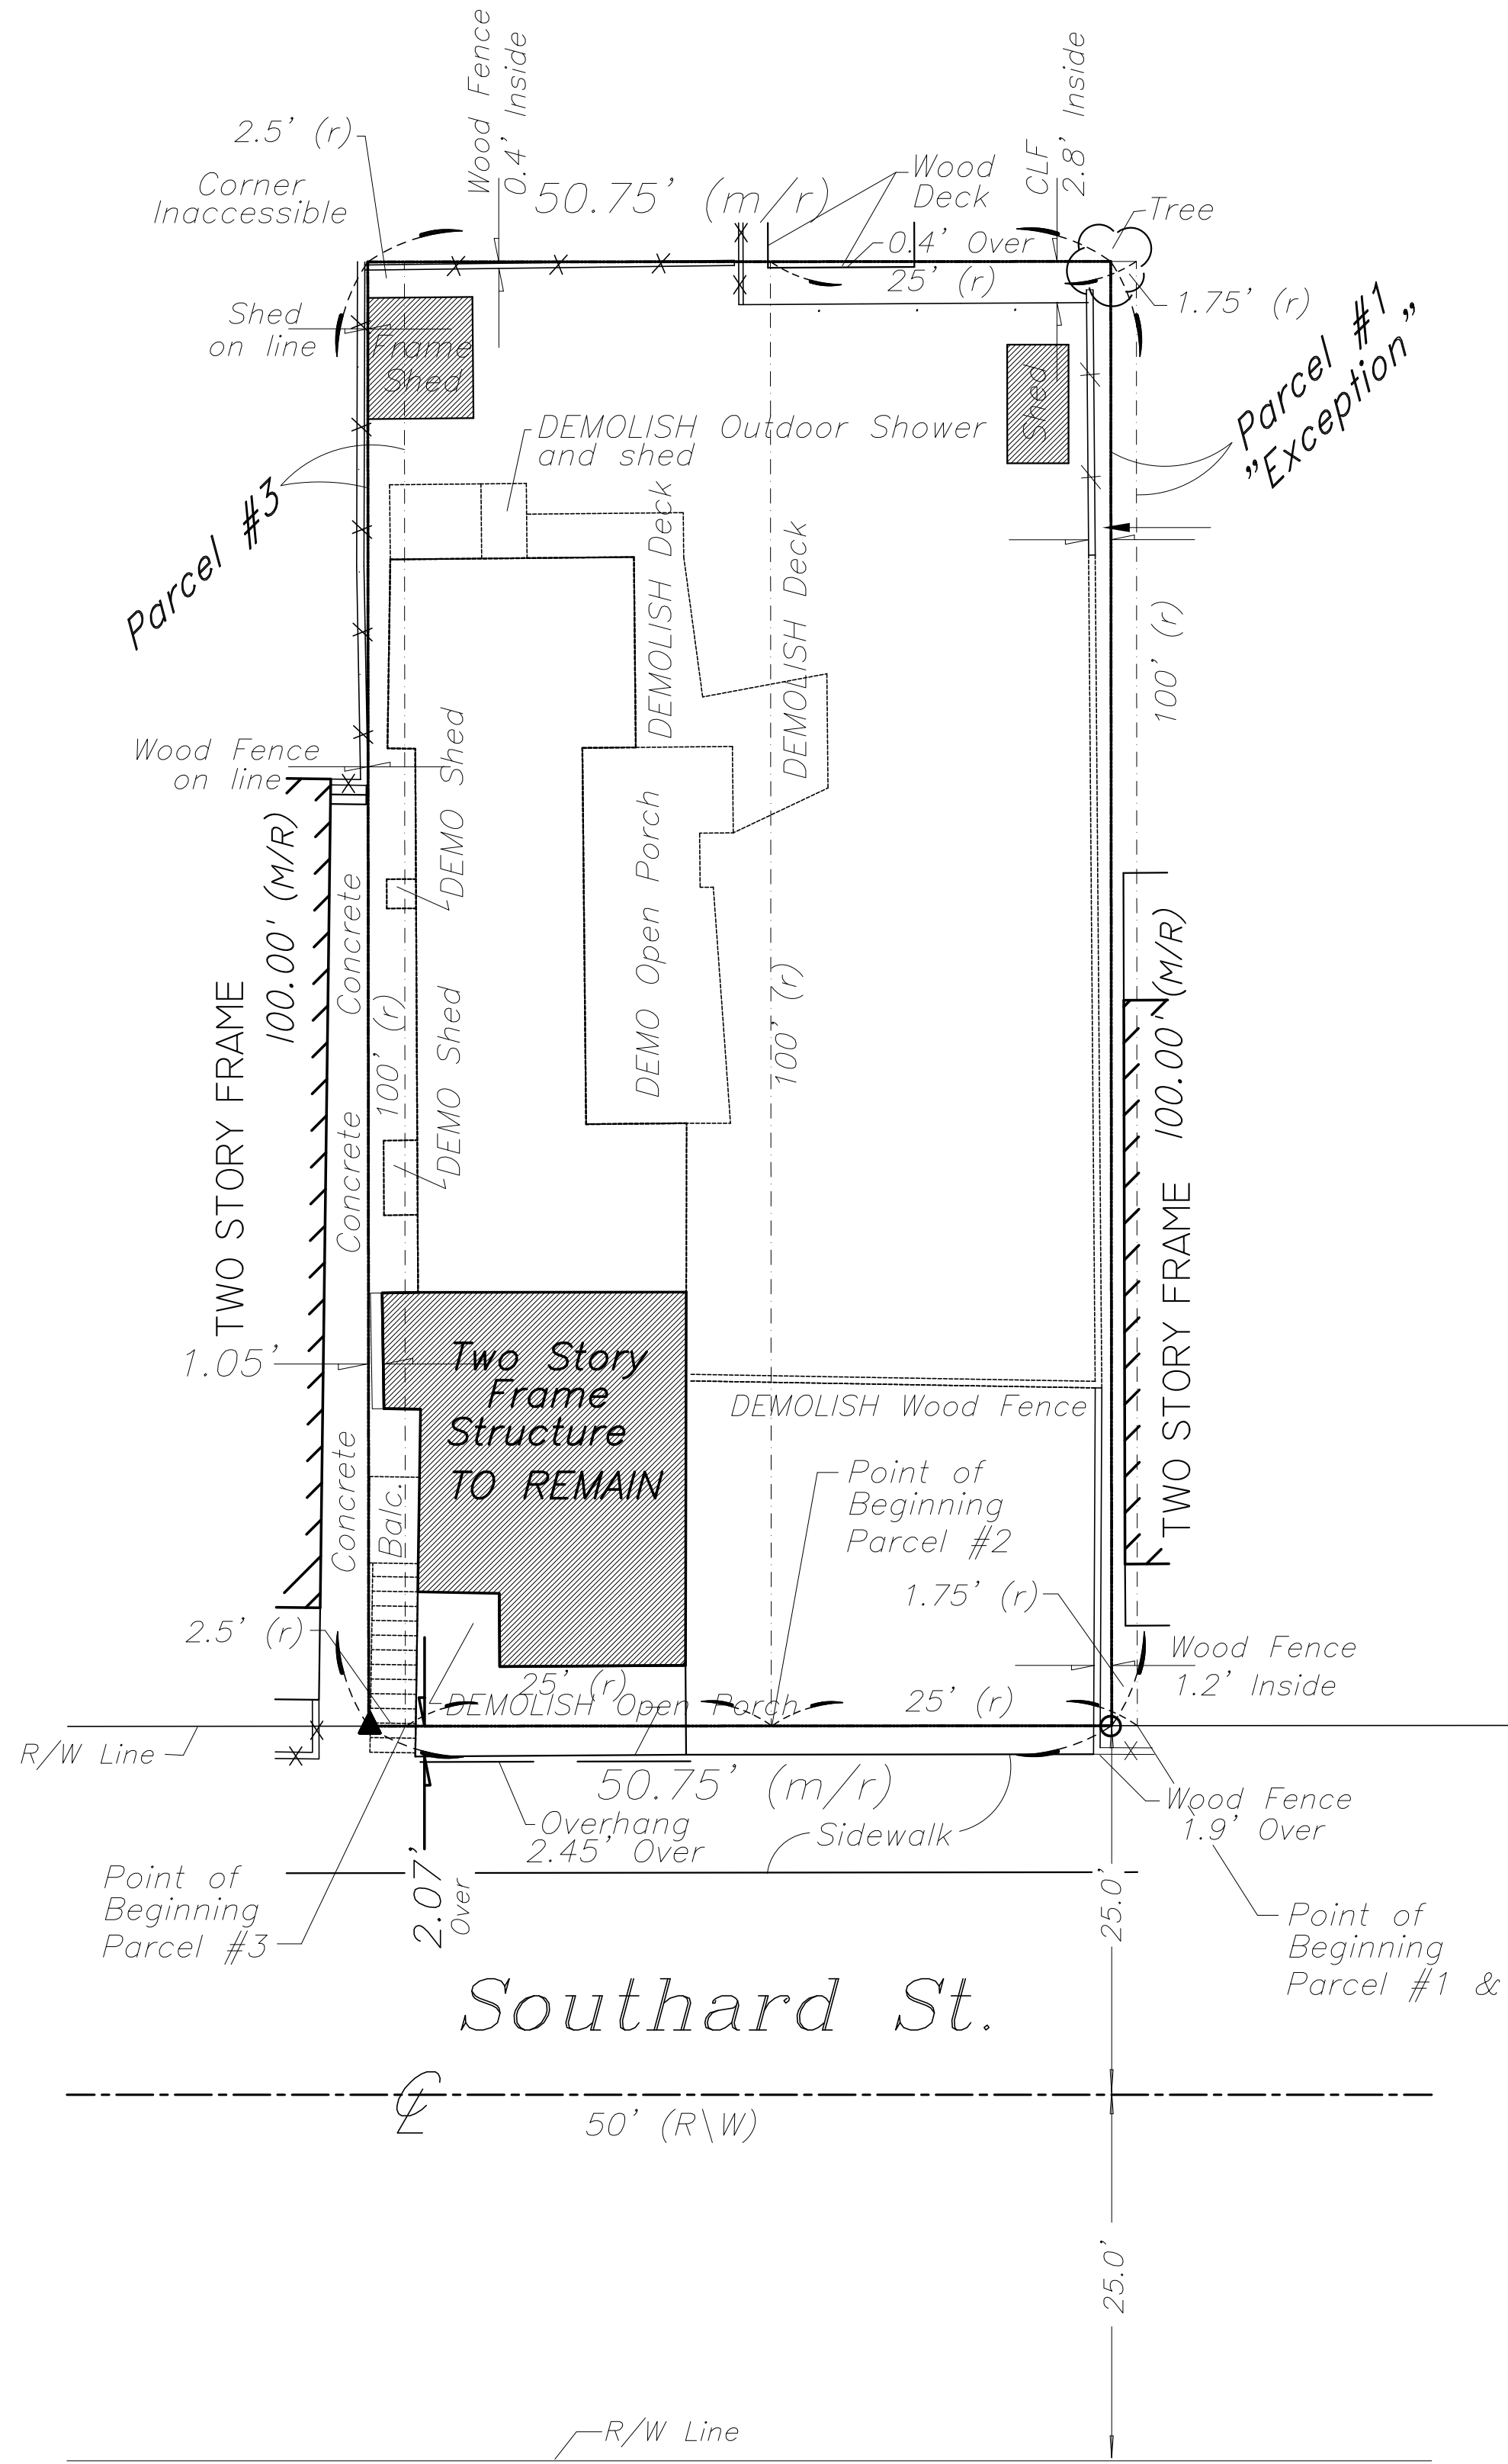 Wood Fence
0.4' Inside
CLF
2.8' Inside
2.5' (r)
Corner
Inaccessible
50.75' (m/r)
Wood
Deck
Tree
0.4' Over
25' (r)
1.75' (r)
Shed
on line
Frame
Shed
Shed
Parcel #1
"Exception"
DEMOLISH Outdoor Shower
and shed
Parcel #3
DEMOLISH Deck
DEMOLISH Deck
100' (r)
Wood Fence
on line
DEMO Shed
DEMO Open Porch
100.00' (M/R)
Concrete
TWO STORY FRAME
100' (r)
100' (r)
100.00' (M/R)
DEMO Shed
Concrete
TWO STORY FRAME
1.05'
Two Story
Frame
Structure
TO REMAIN
DEMOLISH Wood Fence
Concrete
Balc.
Point of
Beginning
Parcel #2
1.75' (r)
2.5' (r)
Wood Fence
1.2' Inside
25' (r)
DEMOLISH Open Porch
25' (r)
R/W Line
50.75' (m/r)
Overhang
2.45' Over
Sidewalk
Wood Fence
1.9' Over
Point of
Beginning
Parcel #3
2.07'
Over
25.0'
Point of
Beginning
Parcel #1 &
Southard St.
℄
50' (R\W)
25.0'
R/W Line